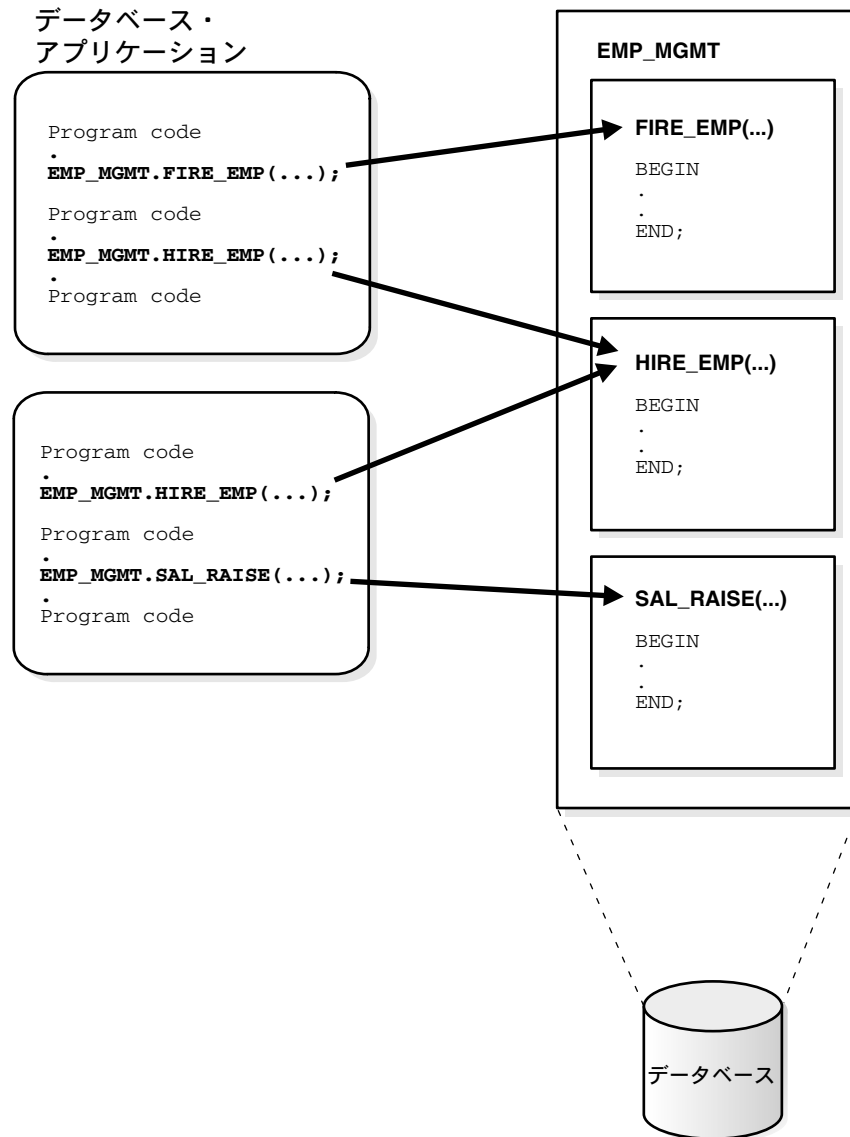 データベース・
アプリケーション
Program code
.
EMP_MGMT.FIRE_EMP(...);
Program code
.
EMP_MGMT.HIRE_EMP(...);
.
Program code
Program code
.
EMP_MGMT.HIRE_EMP(...);
Program code
.
EMP_MGMT.SAL_RAISE(...);
.
Program code
EMP_MGMT
FIRE_EMP(...)
BEGIN
.
.
END;
HIRE_EMP(...)
BEGIN
.
.
END;
SAL_RAISE(...)
BEGIN
.
.
END;
データベース